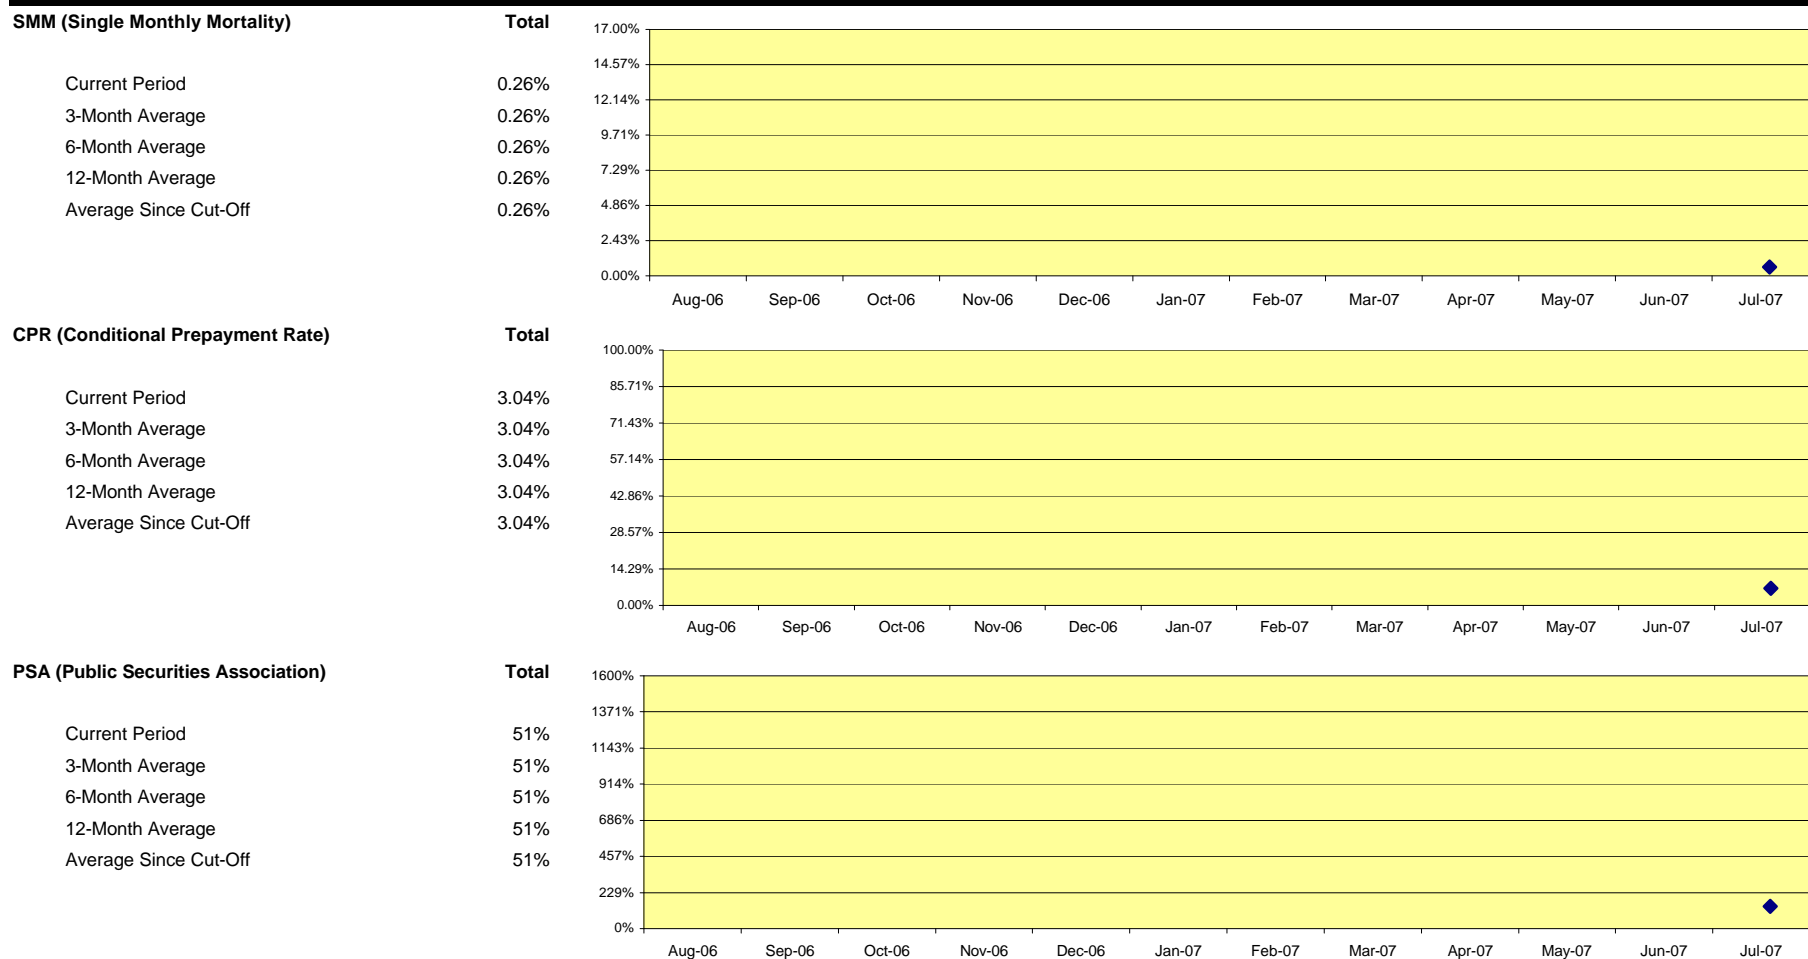 SMM (Single Monthly Mortality) Total
Current Period 0.26%
3-Month Average 0.26%
6-Month Average 0.26%
12-Month Average 0.26%
Average Since Cut-Off 0.26%
17.00%
14.57%
12.14%
9.71%
7.29%
4.86%
2.43%
0.00%
Aug-06 Sep-06 Oct-06 Nov-06 Dec-06 Jan-07 Feb-07 Mar-07 Apr-07 May-07 Jun-07 Jul-07
CPR (Conditional Prepayment Rate) Total
Current Period 3.04%
3-Month Average 3.04%
6-Month Average 3.04%
12-Month Average 3.04%
Average Since Cut-Off 3.04%
100.00%
85.71%
71.43%
57.14%
42.86%
28.57%
14.29%
0.00%
Aug-06 Sep-06 Oct-06 Nov-06 Dec-06 Jan-07 Feb-07 Mar-07 Apr-07 May-07 Jun-07 Jul-07
PSA (Public Securities Association) Total
Current Period 51%
3-Month Average 51%
6-Month Average 51%
12-Month Average 51%
Average Since Cut-Off 51%
1600%
1371%
1143%
914%
686%
457%
229%
0%
Aug-06 Sep-06 Oct-06 Nov-06 Dec-06 Jan-07 Feb-07 Mar-07 Apr-07 May-07 Jun-07 Jul-07